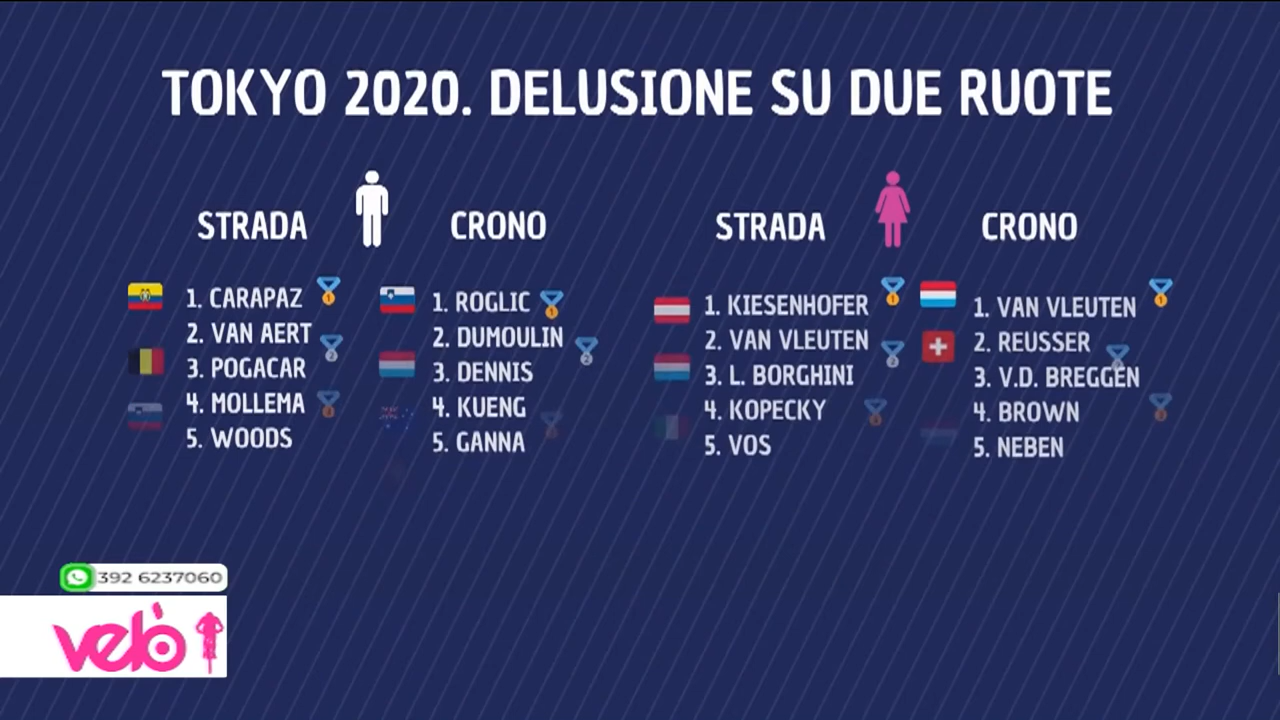 TOKYO 2020. DELUSIONE SU DUE RUOTE
STRADA
1. CARAPAZ
2. VAN AERT
3. POGACAR
4. MOLLEMA
5. WOODS
CRONO
1. ROGLIC
2. DUMOULIN
3. DENNIS
4. KUENG
5. GANNA
STRADA
1. KIESENHOFER
2. VAN VLEUTEN
3. L. BORGHINI
4. KOPECKY
5. VOS
CRONO
1. VAN VLEUTEN
2. REUSSER
3. V.D. BREGGEN
4. BROWN
5. NEBEN
392 6237060
velò